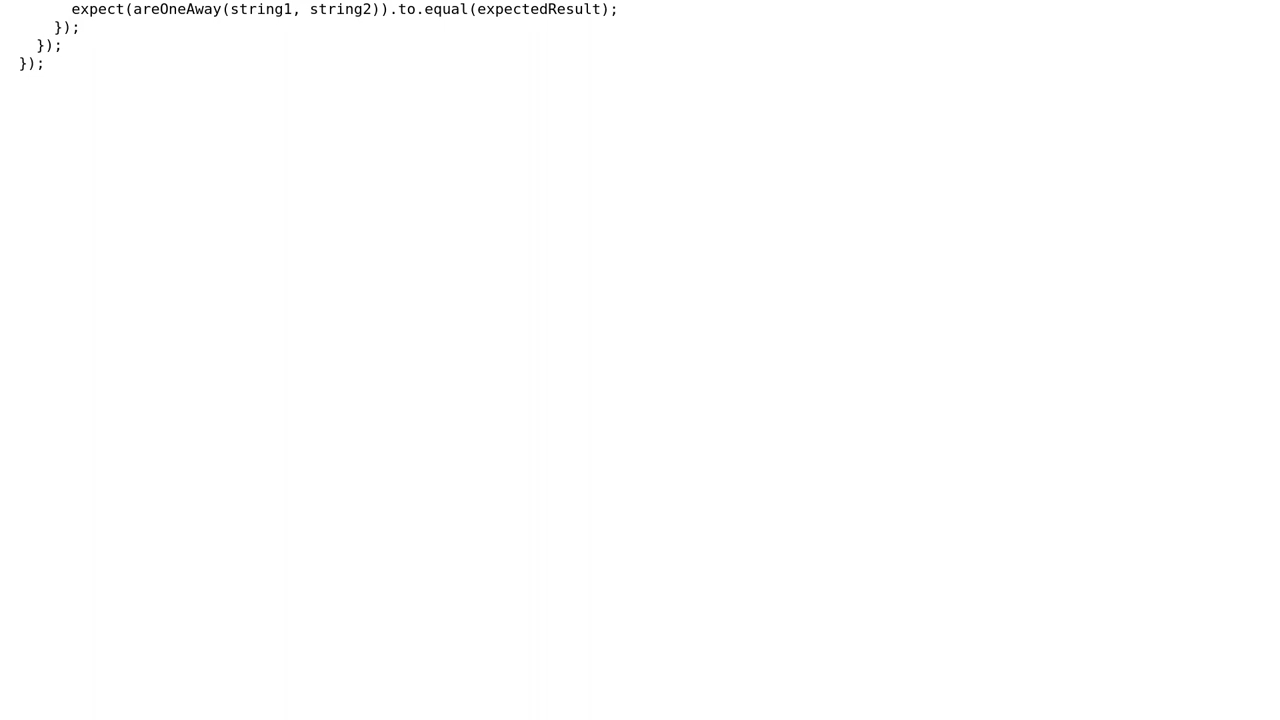 expect(areOneAway(string1, string2)).to.equal(expectedResult);
});
});
});